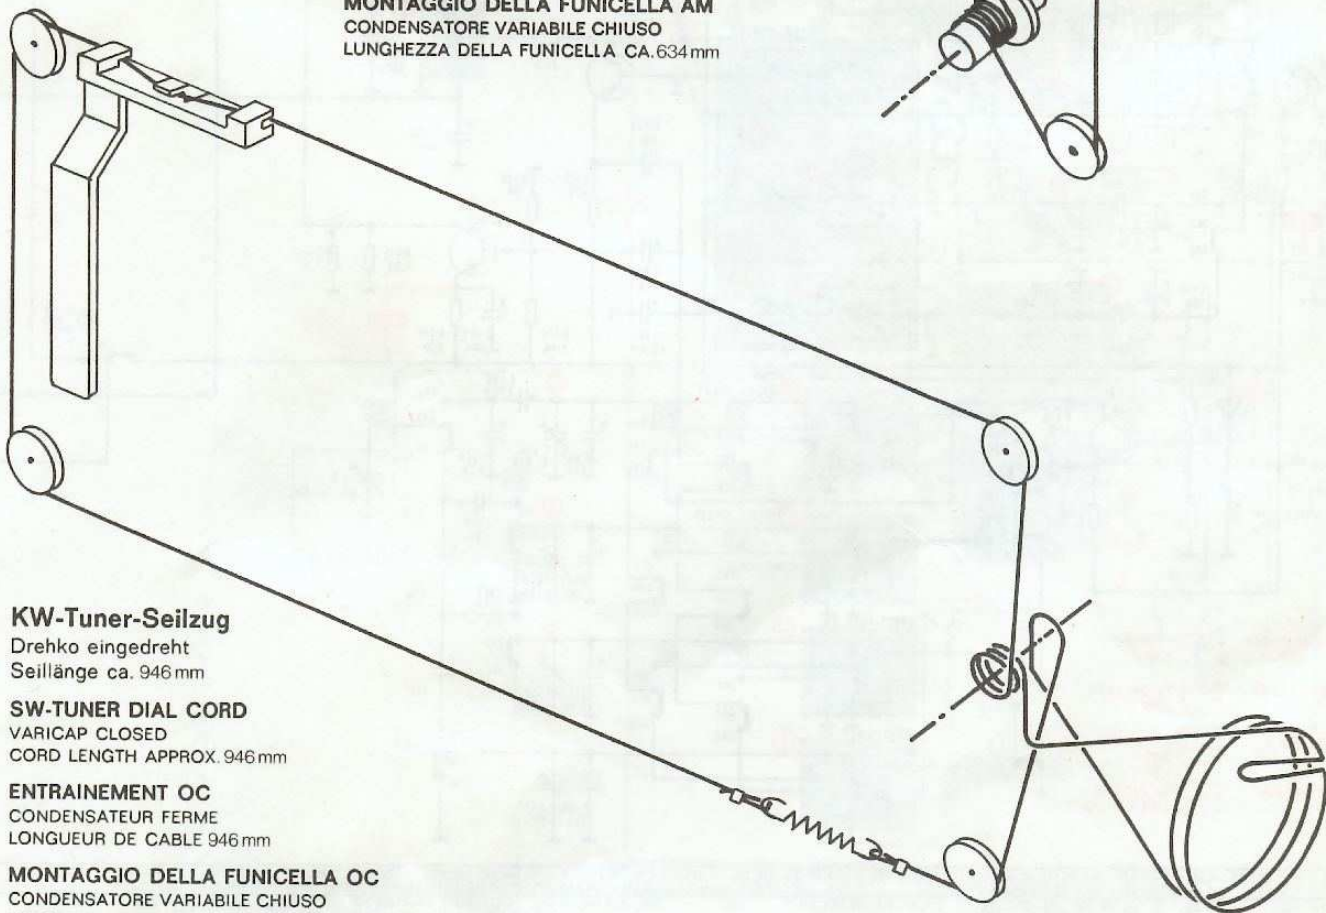 MONTAGGIO DELLA FUNICELLA AM
CONDENSATORE VARIABILE CHIUSO
LUNGHEZZA DELLA FUNICELLA CA. 634 mm
KW-Tuner-Seilzug
Drehko eingedreht
Seillänge ca. 946 mm
SW-TUNER DIAL CORD
VARICAP CLOSED
CORD LENGTH APPROX. 946 mm
ENTRAINEMENT OC
CONDENSATEUR FERME
LONGUEUR DE CABLE 946 mm
MONTAGGIO DELLA FUNICELLA OC
CONDENSATORE VARIABILE CHIUSO